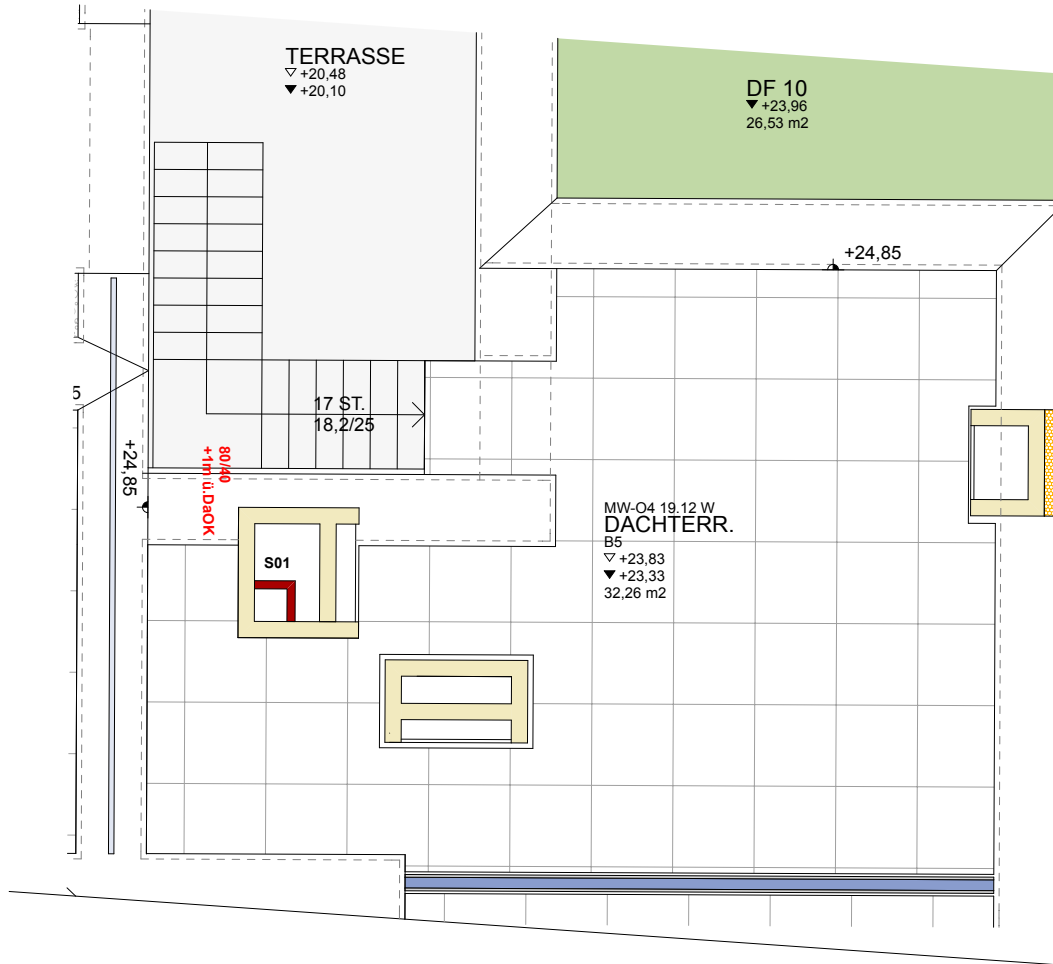 TERRASSE
▽ +20,48
▼ +20,10
DF 10
▼ +23,96
26,53 m2
+24,85
5
17 ST.
18,2/25
+24,85
80/40
+1m ü.DaOK
S01
MW-O4 19.12 W
DACHTERR.
B5
▽ +23,83
▼ +23,33
32,26 m2